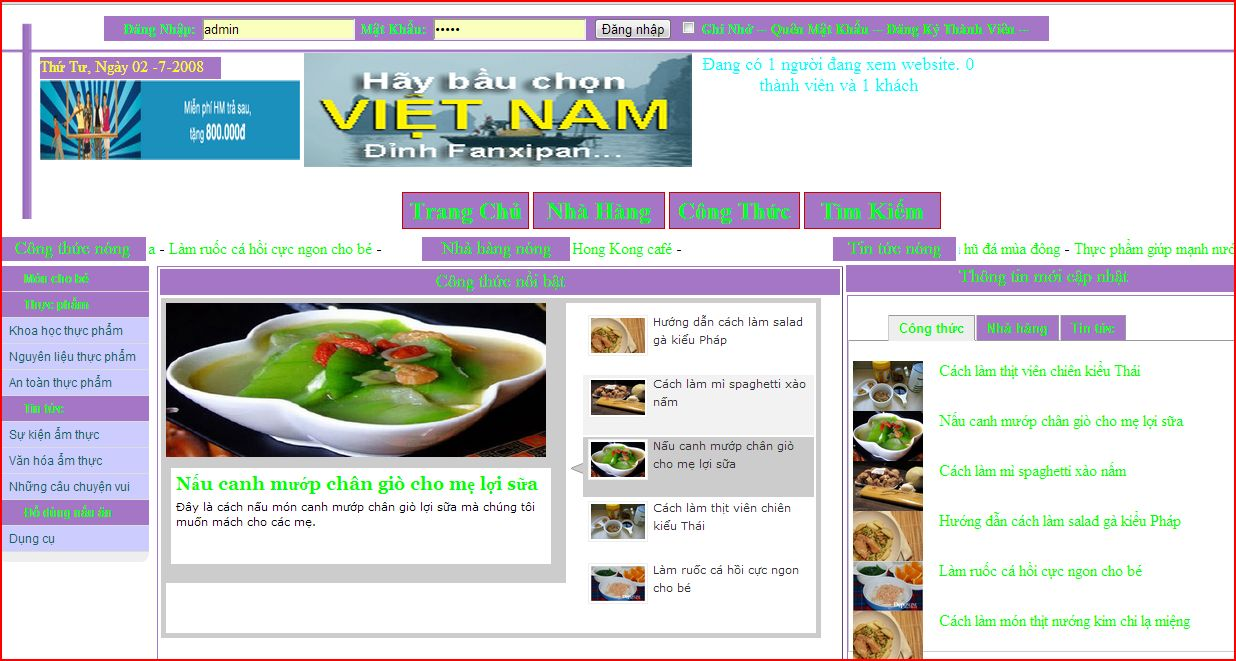 Đăng Nhập: admin Mật Khẩu: ••••• Đăng nhập Ghi Nhớ -- Quên Mật Khẩu -- Đăng Ký Thành Viên --
Thứ Tư, Ngày 02 -7-2008
Miễn phí HM trả sau,
tặng 800.000đ
Hãy bầu chọn
VIỆT NAM
Đỉnh Fanxipan...
Đang có 1 người đang xem website. 0
thành viên và 1 khách
Trang Chủ Nhà Hàng Công Thức Tìm Kiếm
Công thức nóng a - Làm ruốc cá hồi cực ngon cho bé -
Nhà hàng nóng Hong Kong café -
Tin tức nóng hũ đá mùa đông - Thực phẩm giúp mạnh
Món cho bé
Thực phẩm
Khoa học thực phẩm
Nguyên liệu thực phẩm
An toàn thực phẩm
Tin tức
Sự kiện ẩm thực
Văn hóa ẩm thực
Những câu chuyện vui
Đồ dùng nấu ăn
Dụng cụ
Công thức nổi bật
Nấu canh mướp chân giò cho mẹ lợi sữa
Đây là cách nấu món canh mướp chân giò lợi sữa mà chúng tôi
muốn mách cho các mẹ.
Hướng dẫn cách làm salad
gà kiểu Pháp
Cách làm mì spaghetti xào
nấm
Nấu canh mướp chân giò
cho mẹ lợi sữa
Cách làm thịt viên chiên
kiểu Thái
Làm ruốc cá hồi cực ngon
cho bé
Thông tin mới cập nhật
Công thức Nhà hàng Tin tức
Cách làm thịt viên chiên kiểu Thái
Nấu canh mướp chân giò cho mẹ lợi sữa
Cách làm mì spaghetti xào nấm
Hướng dẫn cách làm salad gà kiểu Pháp
Làm ruốc cá hồi cực ngon cho bé
Cách làm món thịt nướng kim chi lạ miệng